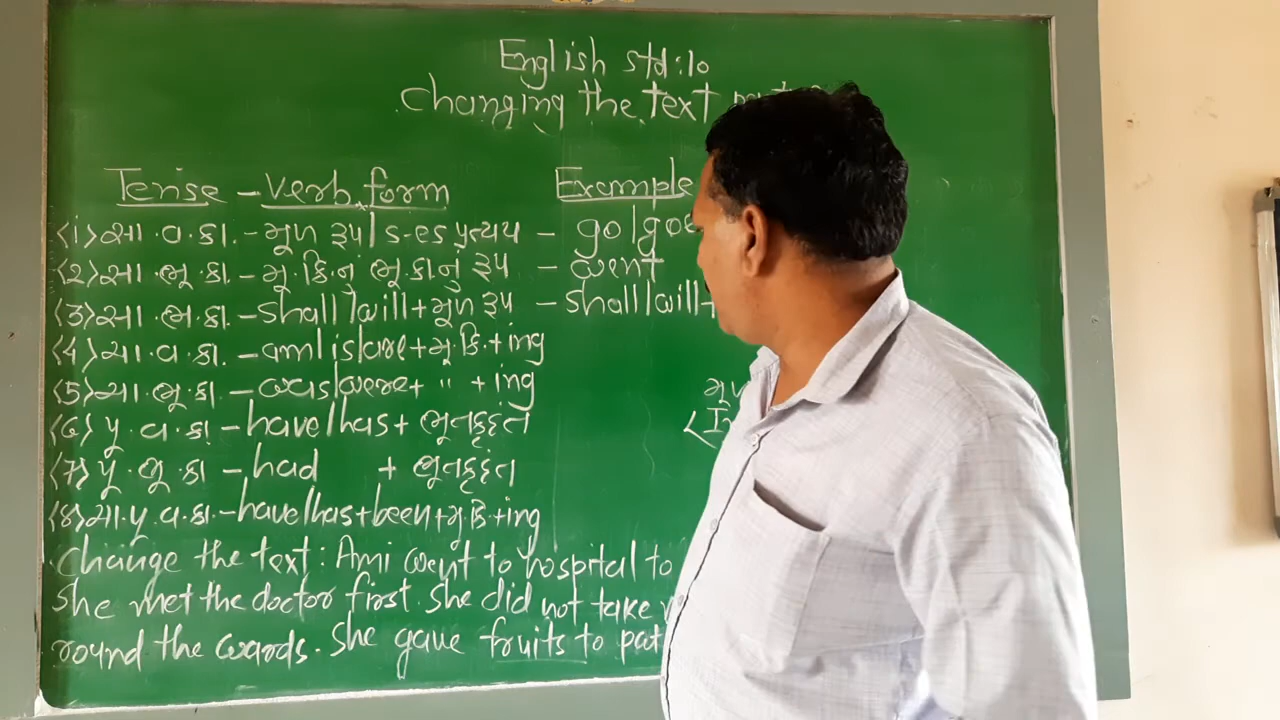 English std:10
Changing the text
Tense - Verb form Example
<1> સા.વ.કા. - મૂળ રૂપ/s-es પ્રત્યય - go/goes
<2> સા.ભૂ.કા. - મૂ.ક્રિ.નું ભૂ.કાનું રૂપ - went
<3> સા.ભ.કા. - shall/will+મૂળ રૂપ - shall/will+
<4> ચા.વ.કા. - am/is/are+મૂ.ક્રિ.+ing
<5> ચા.ભૂ.કા. - was/were+ " +ing
<6> પૂ.વ.કા. - have/has+ ભૂતકૃદંત
<7> પૂ.ભૂ.કા - had + ભૂતકૃદંત
<8> ચા.પૂ.વ.કા. - have/has+been+મૂ.ક્રિ+ing
Change the text: Ami went to hospital to
She met the doctor first. She did not take
round the wards. She gave fruits to